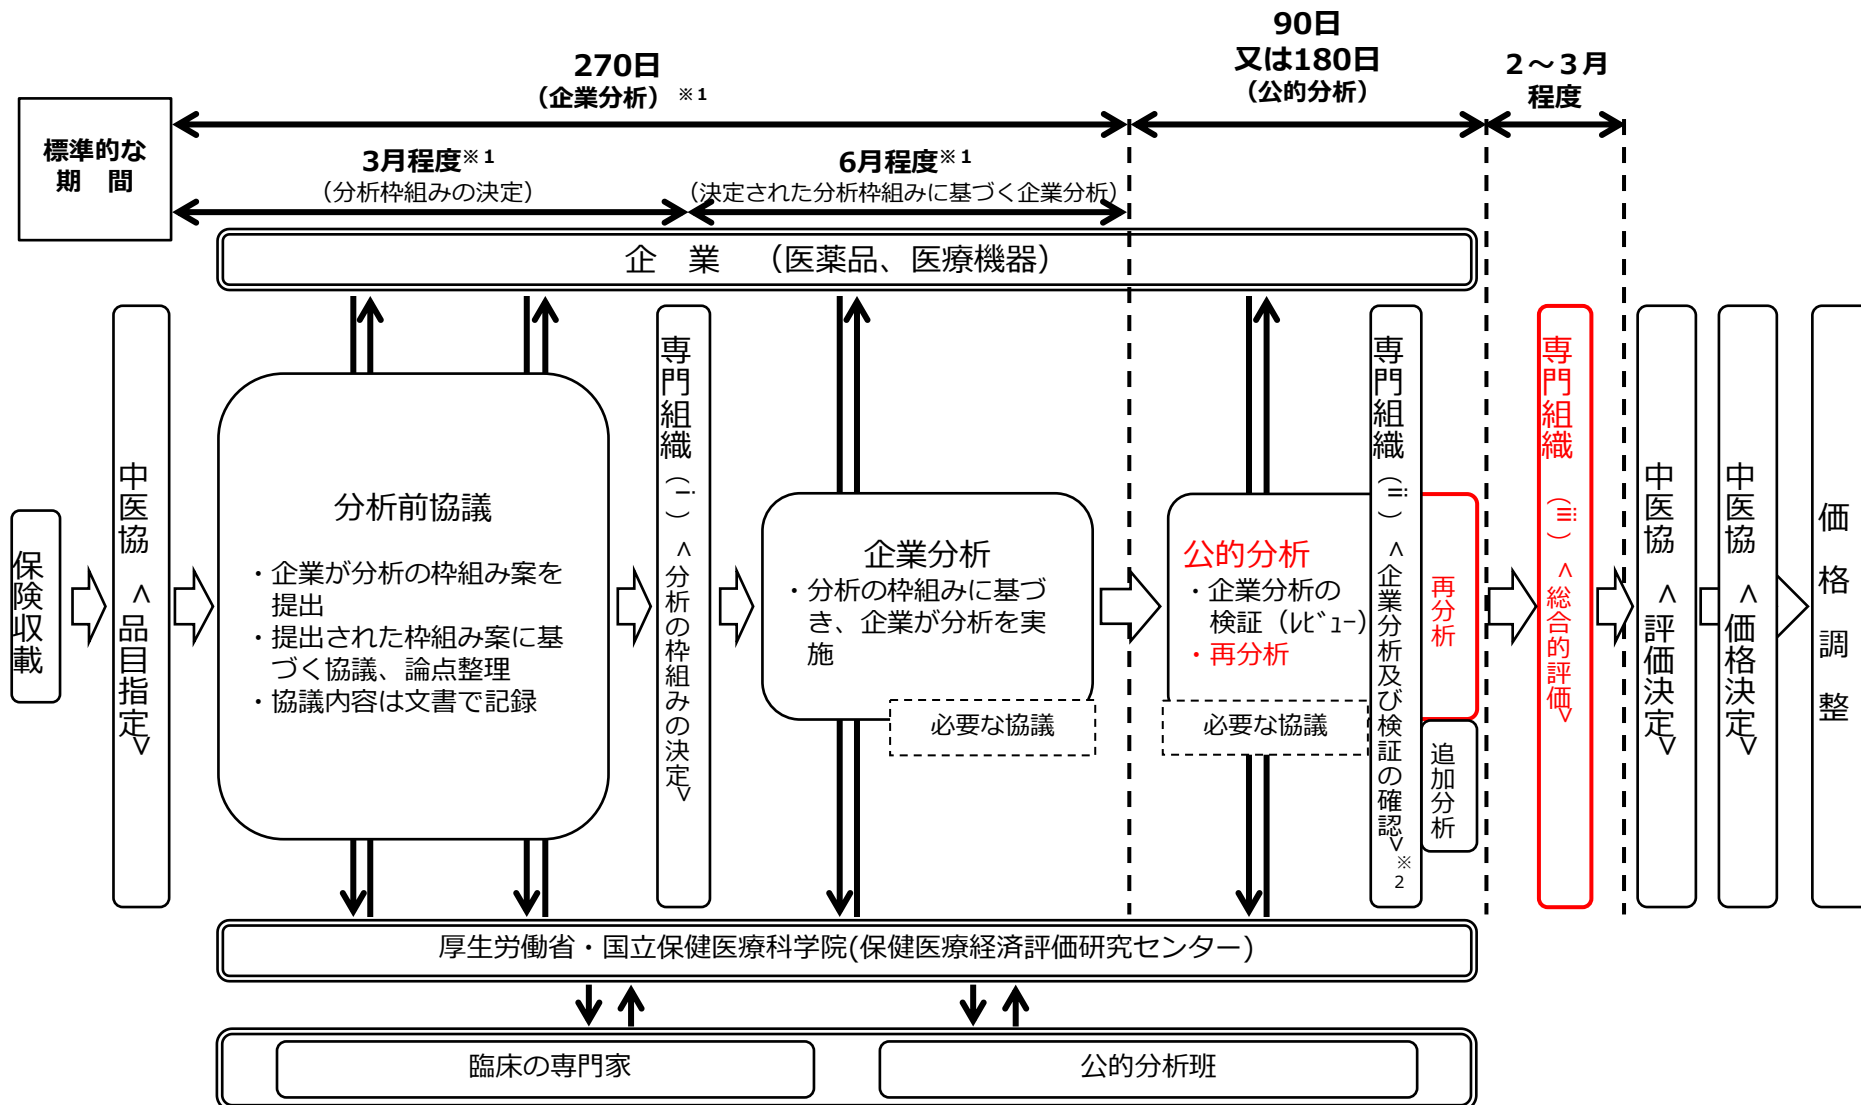 90日
又は180日
（公的分析）
270日
（企業分析）※1
2～3月
程度
標準的な
期　間
3月程度※1
（分析枠組みの決定）
6月程度※1
（決定された分析枠組みに基づく企業分析）
企　業　（医薬品、医療機器）
保険収載
中医協　<品目指定>
分析前協議
・企業が分析の枠組み案を
提出
・提出された枠組み案に基
づく協議、論点整理
・協議内容は文書で記録
専門組織（ⅰ）<分析の枠組みの決定>
企業分析
・分析の枠組みに基づ
き、企業が分析を実
施
必要な協議
公的分析
・企業分析の
検証（ﾚﾋﾞｭｰ）
・再分析
必要な協議
専門組織（ⅱ）<企業分析及び検証の確認>※2
再分析
追加分析
専門組織　（ⅲ）<総合的評価>
中医協　<評価決定>
中医協　<価格決定>
価格調整
厚生労働省・国立保健医療科学院(保健医療経済評価研究センター)
臨床の専門家
公的分析班